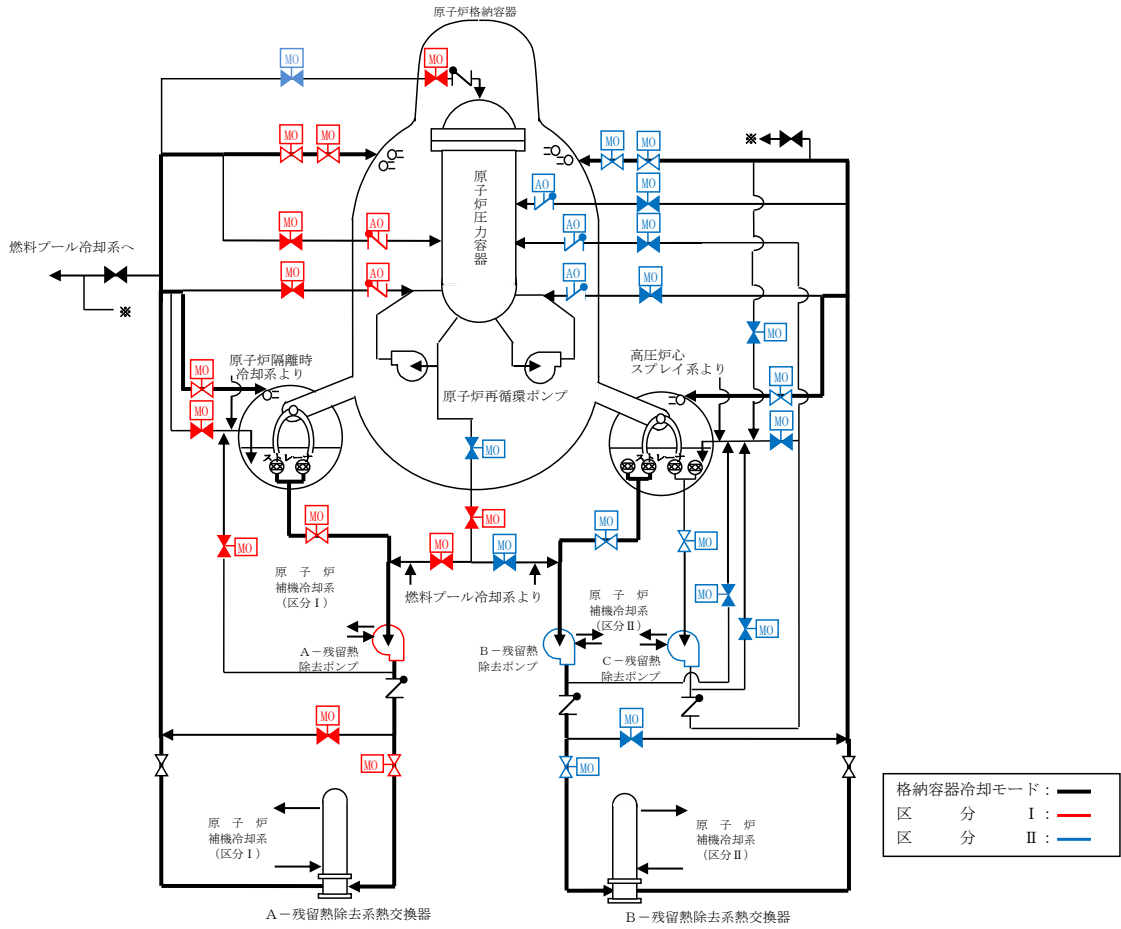 原子炉格納容器
MO
MO
MO
MO
MO
MO
※
AO
MO
原子炉圧力容器
MO
AO
AO
MO
燃料プール冷却系へ
MO
AO
AO
MO
※
MO
原子炉隔離時
冷却系より
高圧炉心
スプレイ系より
MO
MO
原子炉再循環ポンプ
MO
MO
MO
ストレーナ
ストレーナ
MO
MO
MO
MO
MO
MO
MO
MO
原子炉
補機冷却系
(区分Ⅰ)
燃料プール冷却系より
原子炉
補機冷却系
(区分Ⅱ)
MO
MO
A-残留熱
除去ポンプ
B-残留熱
除去ポンプ
C-残留熱
除去ポンプ
MO
MO
MO
MO
格納容器冷却モード:
区分Ⅰ:
区分Ⅱ:
原子炉
補機冷却系
(区分Ⅰ)
原子炉
補機冷却系
(区分Ⅱ)
A-残留熱除去系熱交換器
B-残留熱除去系熱交換器